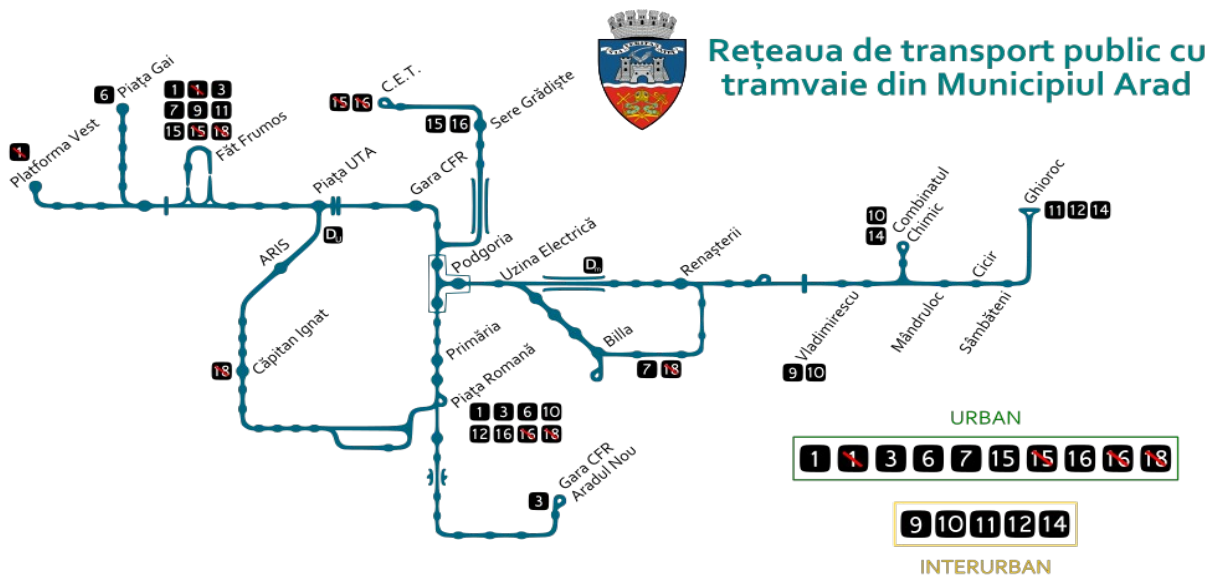 Rețeaua de transport public cu
tramvaie din Municipiul Arad
6
Piața Gai
1 1 3
7 9 11
15 15 18
Făt Frumos
1
Platforma Vest
Piața UTA
15 16
C.E.T.
15 16
Sere Grădiște
Gara CFR
Du
ARIS
Podgoria
Uzina Electrică
Dm
Renașterii
10
14
Combinatul
Chimic
Ghioroc
11 12 14
Cicir
Vladimirescu
9 10
Mândruloc
Sâmbăteni
18
Căpitan Ignat
Primăria
Billa
7 18
Piața Romană
1 3 6 10
12 16 16 18
3
Gara CFR
Aradul Nou
URBAN
1 1 3 6 7 15 15 16 16 18
9 10 11 12 14
INTERURBAN